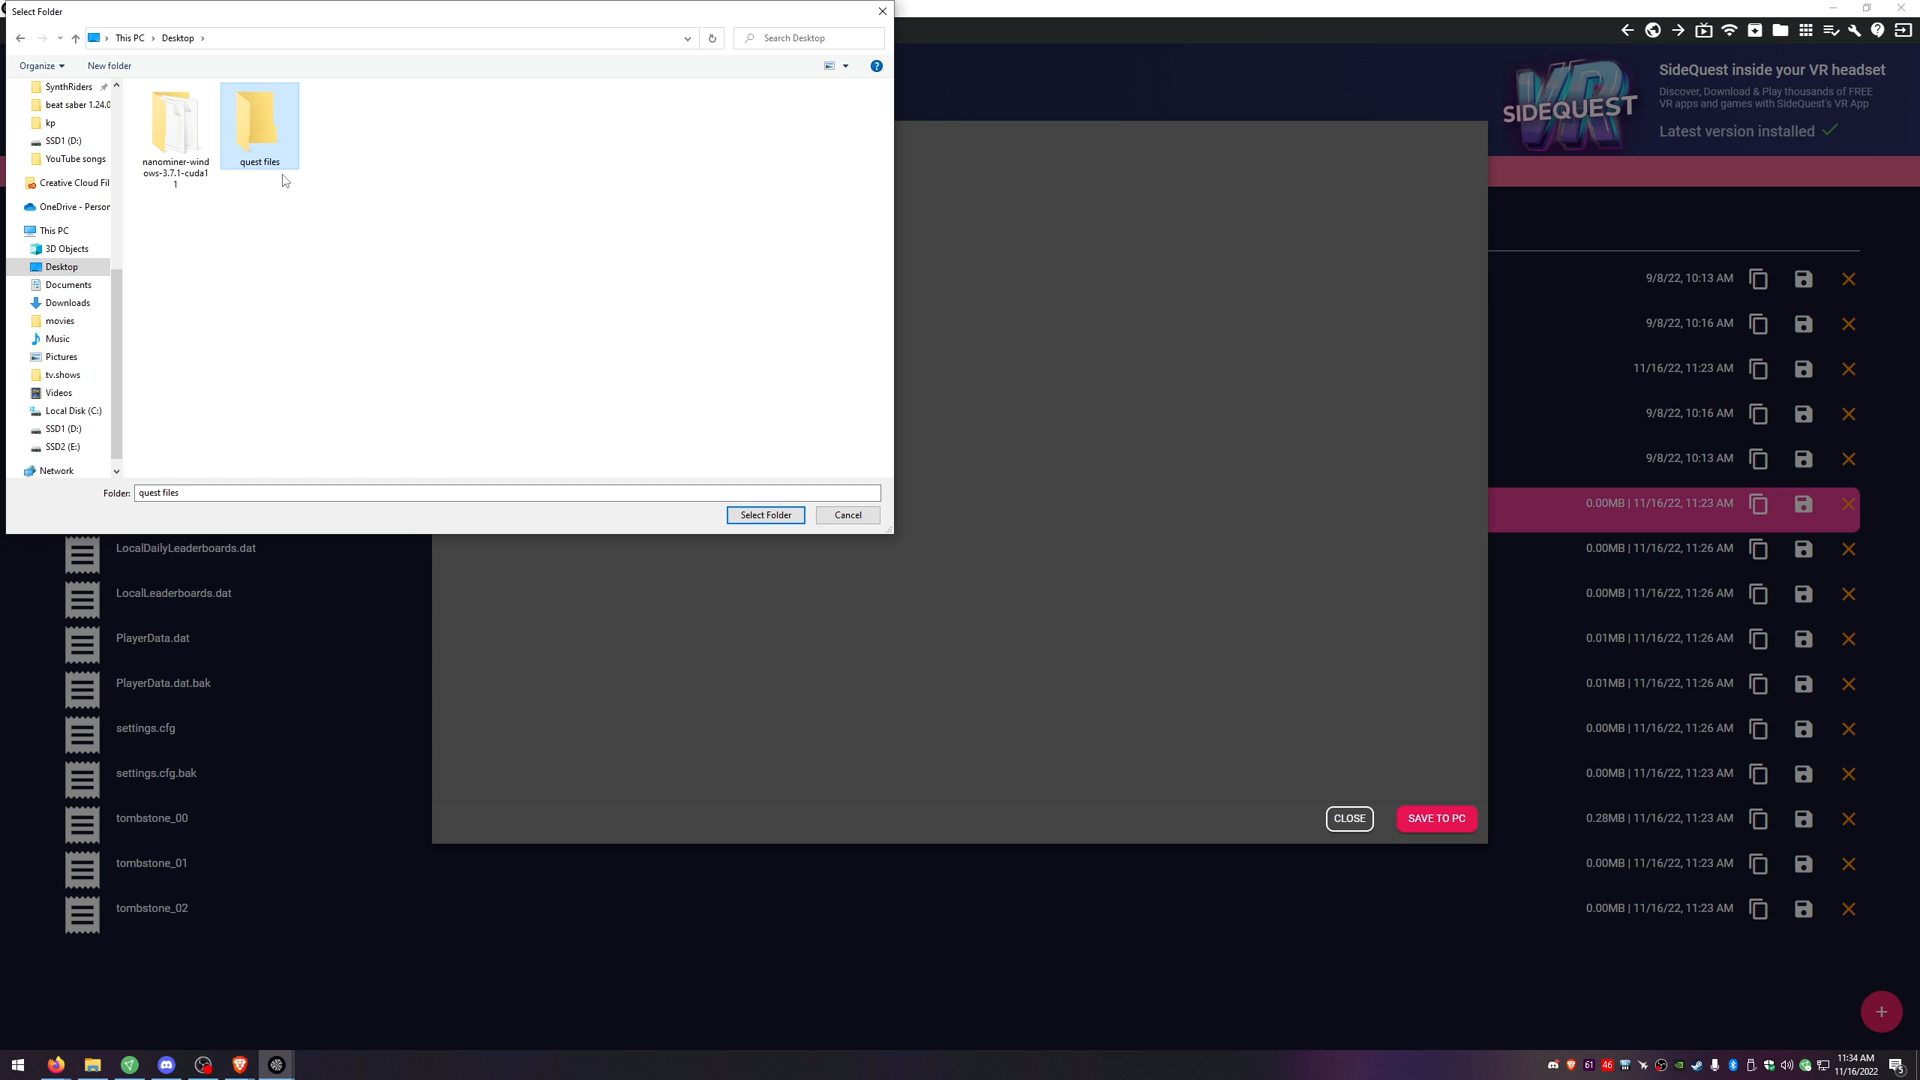 Select Folder
This PC > Desktop >
Search Desktop
Organize
New folder
SynthRiders
beat saber 1.24.0
kp
SSD1 (D:)
YouTube songs
Creative Cloud Fil
OneDrive - Person
This PC
3D Objects
Desktop
Documents
Downloads
movies
Music
Pictures
tv.shows
Videos
Local Disk (C:)
SSD1 (D:)
SSD2 (E:)
Network
nanominer-wind
ows-3.7.1-cuda1
1
quest files
Folder: quest files
Select Folder
Cancel
VR
SIDEQUEST
SideQuest inside your VR headset
Discover, Download & Play thousands of FREE
VR apps and games with SideQuest's VR App
Latest version installed
9/8/22, 10:13 AM
9/8/22, 10:16 AM
11/16/22, 11:23 AM
9/8/22, 10:16 AM
9/8/22, 10:13 AM
0.00MB | 11/16/22, 11:23 AM
LocalDailyLeaderboards.dat 0.00MB | 11/16/22, 11:26 AM
LocalLeaderboards.dat 0.00MB | 11/16/22, 11:26 AM
PlayerData.dat 0.01MB | 11/16/22, 11:26 AM
PlayerData.dat.bak 0.01MB | 11/16/22, 11:26 AM
settings.cfg 0.00MB | 11/16/22, 11:26 AM
settings.cfg.bak 0.00MB | 11/16/22, 11:23 AM
tombstone_00 0.28MB | 11/16/22, 11:23 AM
tombstone_01 0.00MB | 11/16/22, 11:23 AM
tombstone_02 0.00MB | 11/16/22, 11:23 AM
CLOSE
SAVE TO PC
61
46
11:34 AM
11/16/2022
5